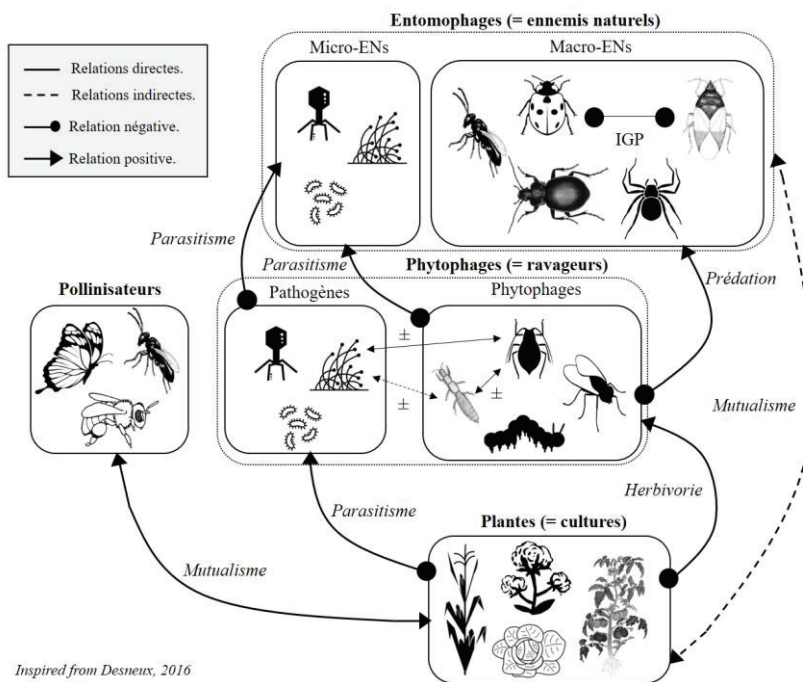 Entomophages (= ennemis naturels)
Micro-ENs
Macro-ENs
Relations directes.
Relations indirectes.
Relation négative.
Relation positive.
IGP
Parasitisme
Parasitisme
Phytophages (= ravageurs)
Prédation
Pollinisateurs
Pathogènes
Phytophages
±
±
±
Mutualisme
Herbivorie
Parasitisme
Plantes (= cultures)
Mutualisme
Inspired from Desneux, 2016